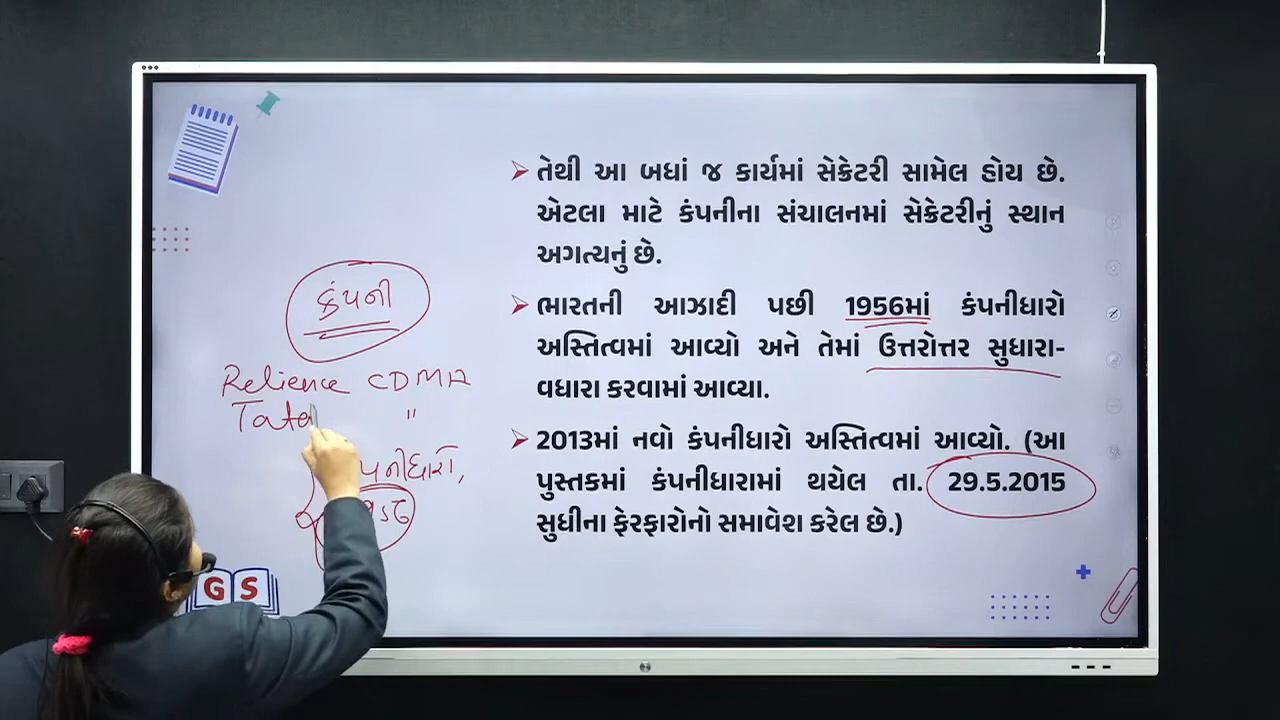 તેથી આ બધાં જ કાર્યમાં સેક્રેટરી સામેલ હોય છે.
એટલા માટે કંપનીના સંચાલનમાં સેક્રેટરીનું સ્થાન
અગત્યનું છે.
ભારતની આઝાદી પછી 1956માં કંપનીધારો
અસ્તિત્વમાં આવ્યો અને તેમાં ઉત્તરોત્તર સુધારા-
વધારા કરવામાં આવ્યા.
2013માં નવો કંપનીધારો અસ્તિત્વમાં આવ્યો. (આ
પુસ્તકમાં કંપનીધારામાં થયેલ તા. 29.5.2015
સુધીના ફેરફારોનો સમાવેશ કરેલ છે.)
કંપની
Relience CDMA
Tata "
G S